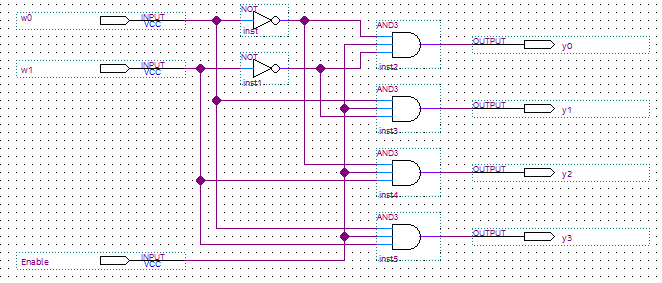 w0
INPUT
VCC
NOT
inst
AND3
inst2
OUTPUT
y0
w1
INPUT
VCC
NOT
inst1
AND3
inst3
OUTPUT
y1
AND3
inst4
OUTPUT
y2
AND3
inst5
OUTPUT
y3
Enable
INPUT
VCC